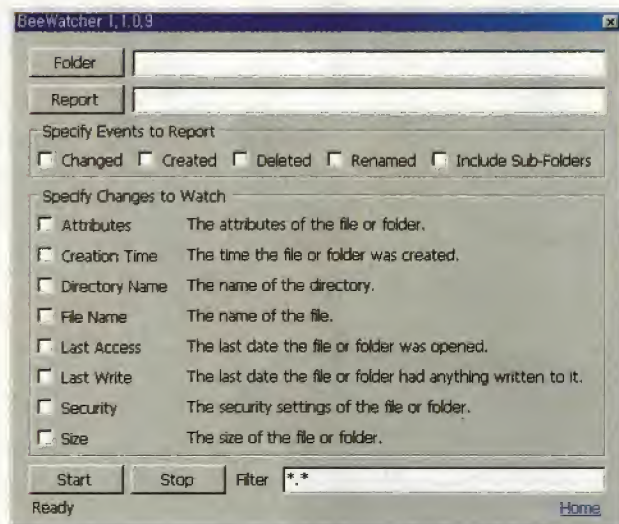 BeeWatcher 1,1,0,9
Folder
Report
Specify Events to Report
Changed Created Deleted Renamed Include Sub-Folders
Specify Changes to Watch
Attributes The attributes of the file or folder.
Creation Time The time the file or folder was created.
Directory Name The name of the directory.
File Name The name of the file.
Last Access The last date the file or folder was opened.
Last Write The last date the file or folder had anything written to it.
Security The security settings of the file or folder.
Size The size of the file or folder.
Start Stop Filter *.*
Ready Home